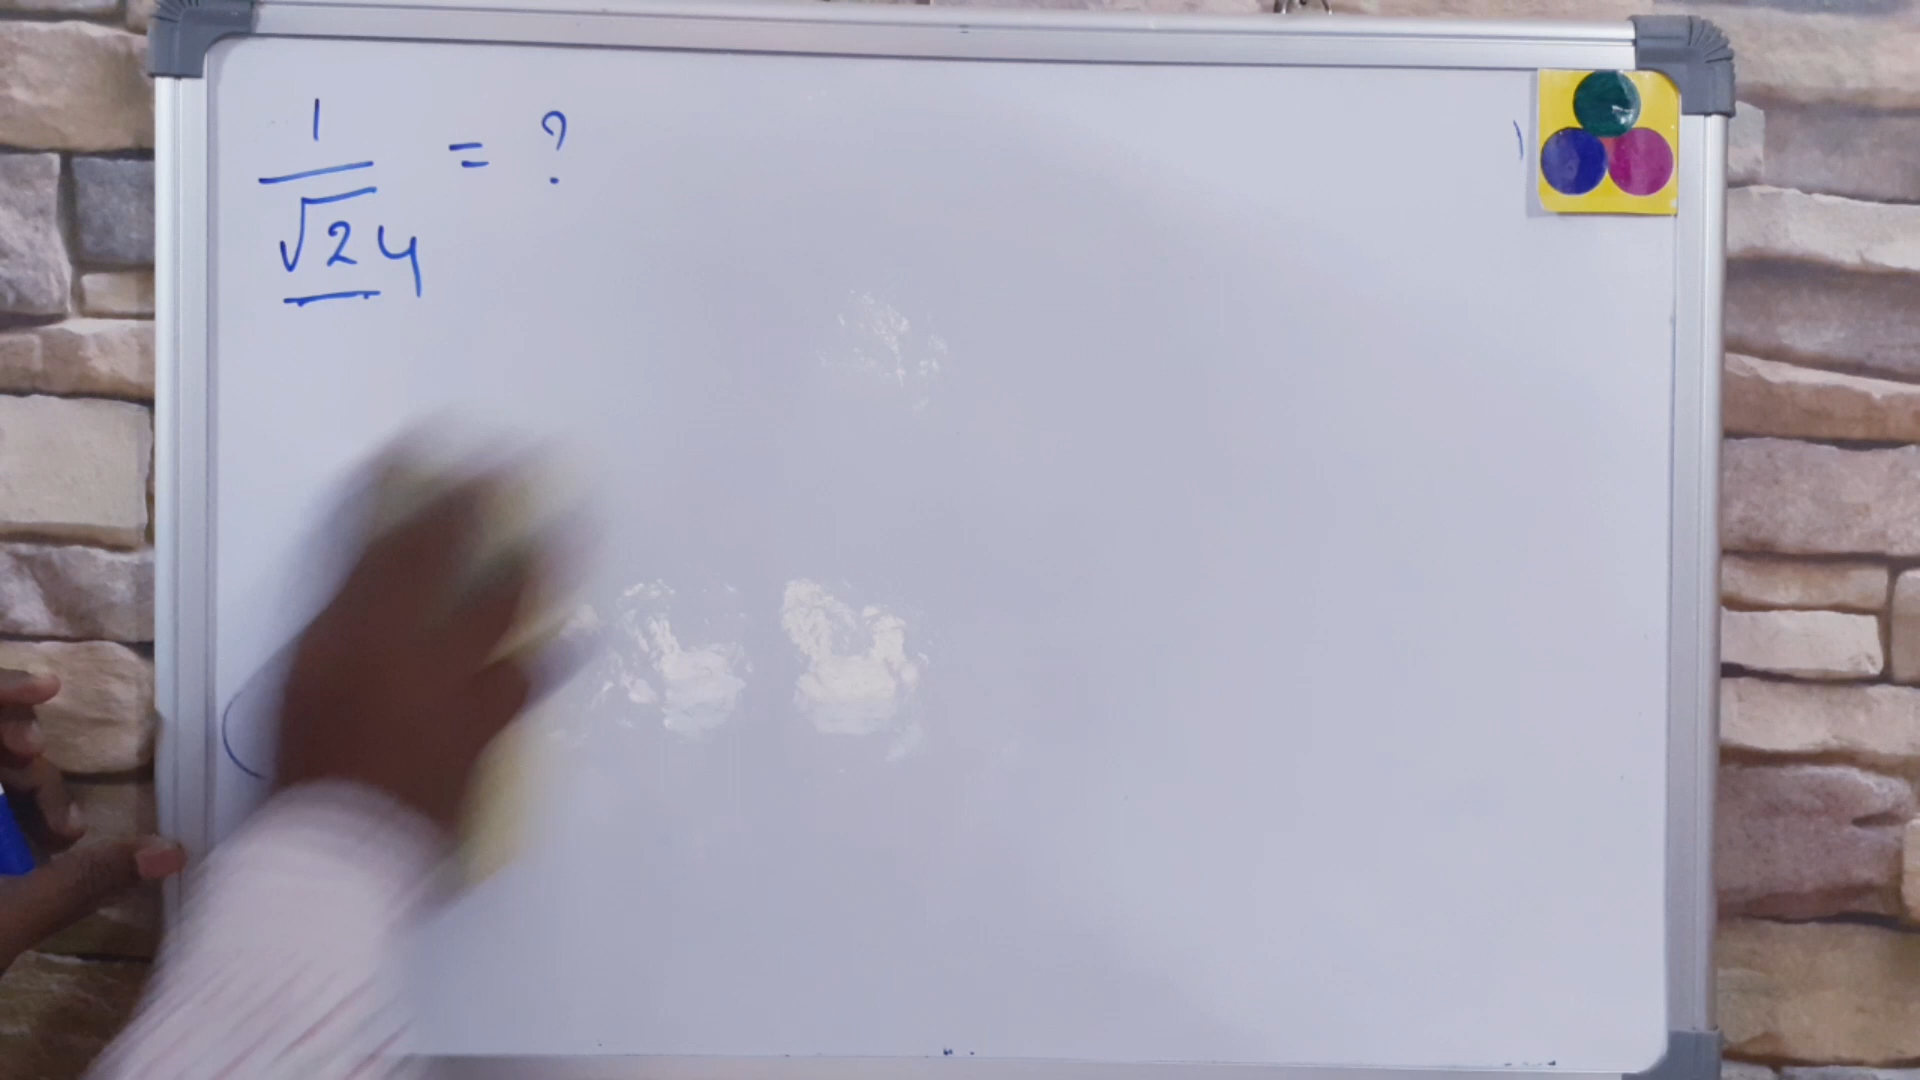 1/√24 = ?